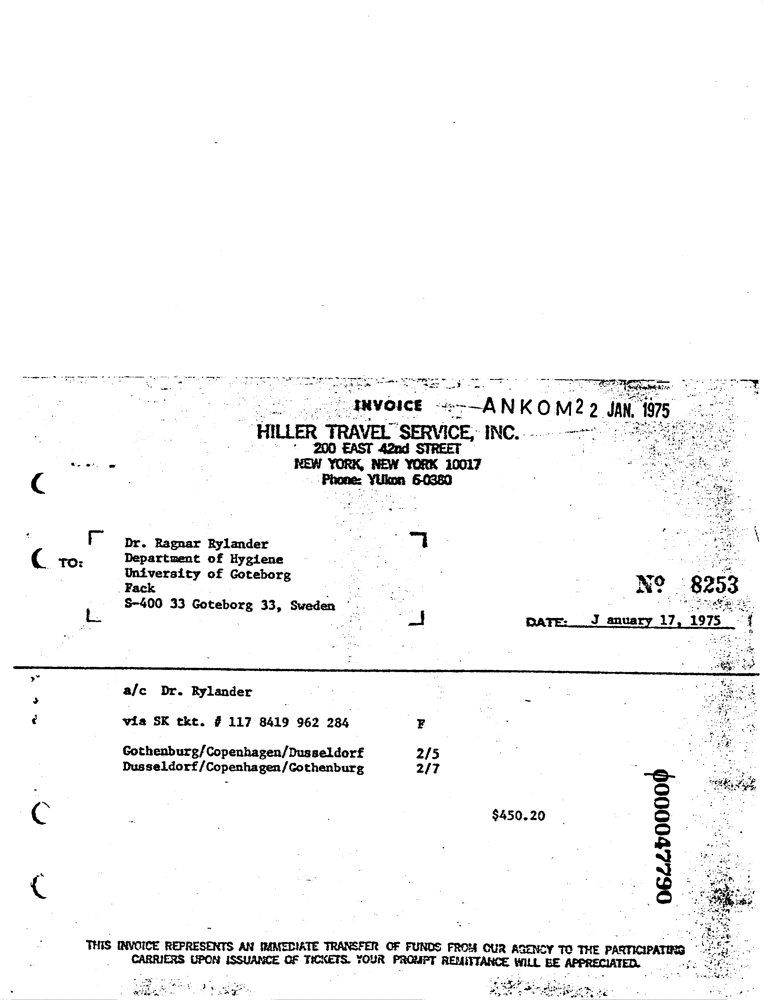 INVOICE
ANKOM 22 JAN. 1975
HILLER TRAVEL SERVICE, INC.
200 EAST 42nd STREET
NEW YORK, NEW YORK 10017
Phone: YUkon 6-0380
TO:
Dr. Ragnar Rylander
Department of Hygiene
University of Goteborg
Fack
S-400 33 Goteborg 33, Sweden
Nº 8253
DATE: J anuary 17, 1975
a/c Dr. Rylander
via SK tkt. # 117 8419 962 284 F
Gothenburg/Copenhagen/Dusseldorf 2/5
Dusseldorf/Copenhagen/Gothenburg 2/7
$450.20
0000047790
THIS INVOICE REPRESENTS AN IMMEDIATE TRANSFER OF FUNDS FROM OUR AGENCY TO THE PARTICIPATING
CARRIERS UPON ISSUANCE OF TICKETS. YOUR PROMPT REMITTANCE WILL BE APPRECIATED.